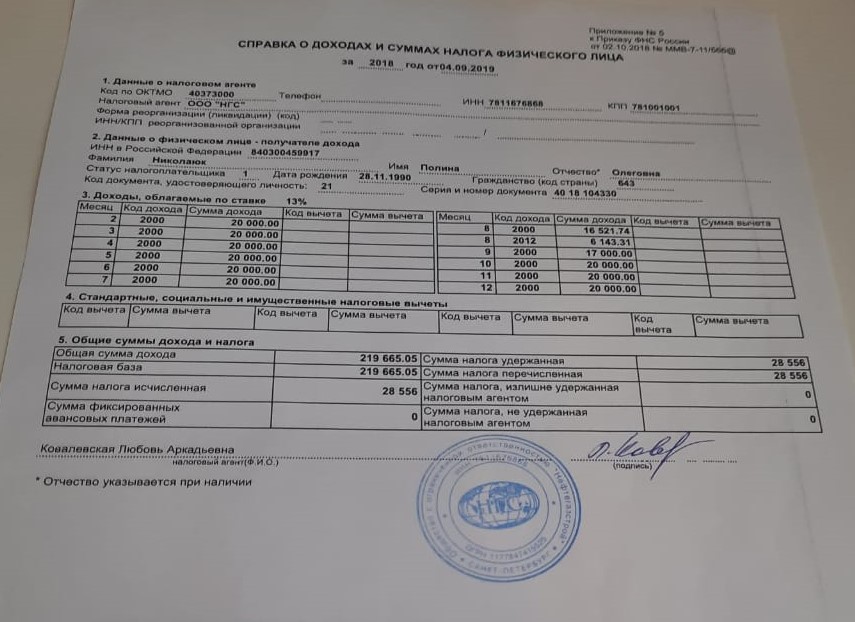 Приложение № 5
к Приказу ФНС России
от 02.10.2018 № ММВ-7-11/566@
СПРАВКА О ДОХОДАХ И СУММАХ НАЛОГА ФИЗИЧЕСКОГО ЛИЦА
за 2018 год от 04.09.2019
1. Данные о налоговом агенте
Код по ОКТМО 40373000 Телефон ИНН 7811676868 КПП 781001001
Налоговый агент ООО "НГС"
Форма реорганизации (ликвидации) (код)
ИНН/КПП реорганизованной организации /
2. Данные о физическом лице - получателе дохода
ИНН в Российской Федерации 840300459917
Фамилия Николаюк Имя Полина Отчество* Олеговна
Статус налогоплательщика 1 Дата рождения 28.11.1990 Гражданство (код страны) 643
Код документа, удостоверяющего личность: 21 Серия и номер документа 40 18 104330
3. Доходы, облагаемые по ставке 13%
Месяц Код дохода Сумма дохода Код вычета Сумма вычета Месяц Код дохода Сумма дохода Код вычета Сумма вычета
2 2000 20 000.00 8 2000 16 521.74
3 2000 20 000.00 8 2012 6 143.31
4 2000 20 000.00 9 2000 17 000.00
5 2000 20 000.00 10 2000 20 000.00
6 2000 20 000.00 11 2000 20 000.00
7 2000 20 000.00 12 2000 20 000.00
4. Стандартные, социальные и имущественные налоговые вычеты
Код вычета Сумма вычета Код вычета Сумма вычета Код вычета Сумма вычета Код вычета Сумма вычета
5. Общие суммы дохода и налога
Общая сумма дохода 219 665.05 Сумма налога удержанная 28 556
Налоговая база 219 665.05 Сумма налога перечисленная 28 556
Сумма налога исчисленная 28 556 Сумма налога, излишне удержанная налоговым агентом 0
Сумма фиксированных авансовых платежей 0 Сумма налога, не удержанная налоговым агентом 0
Ковалевская Любовь Аркадьевна
налоговый агент(Ф.И.О.) (подпись)
* Отчество указывается при наличии
НГС
"Нефтегазстрой"
САНКТ-ПЕТЕРБУРГ